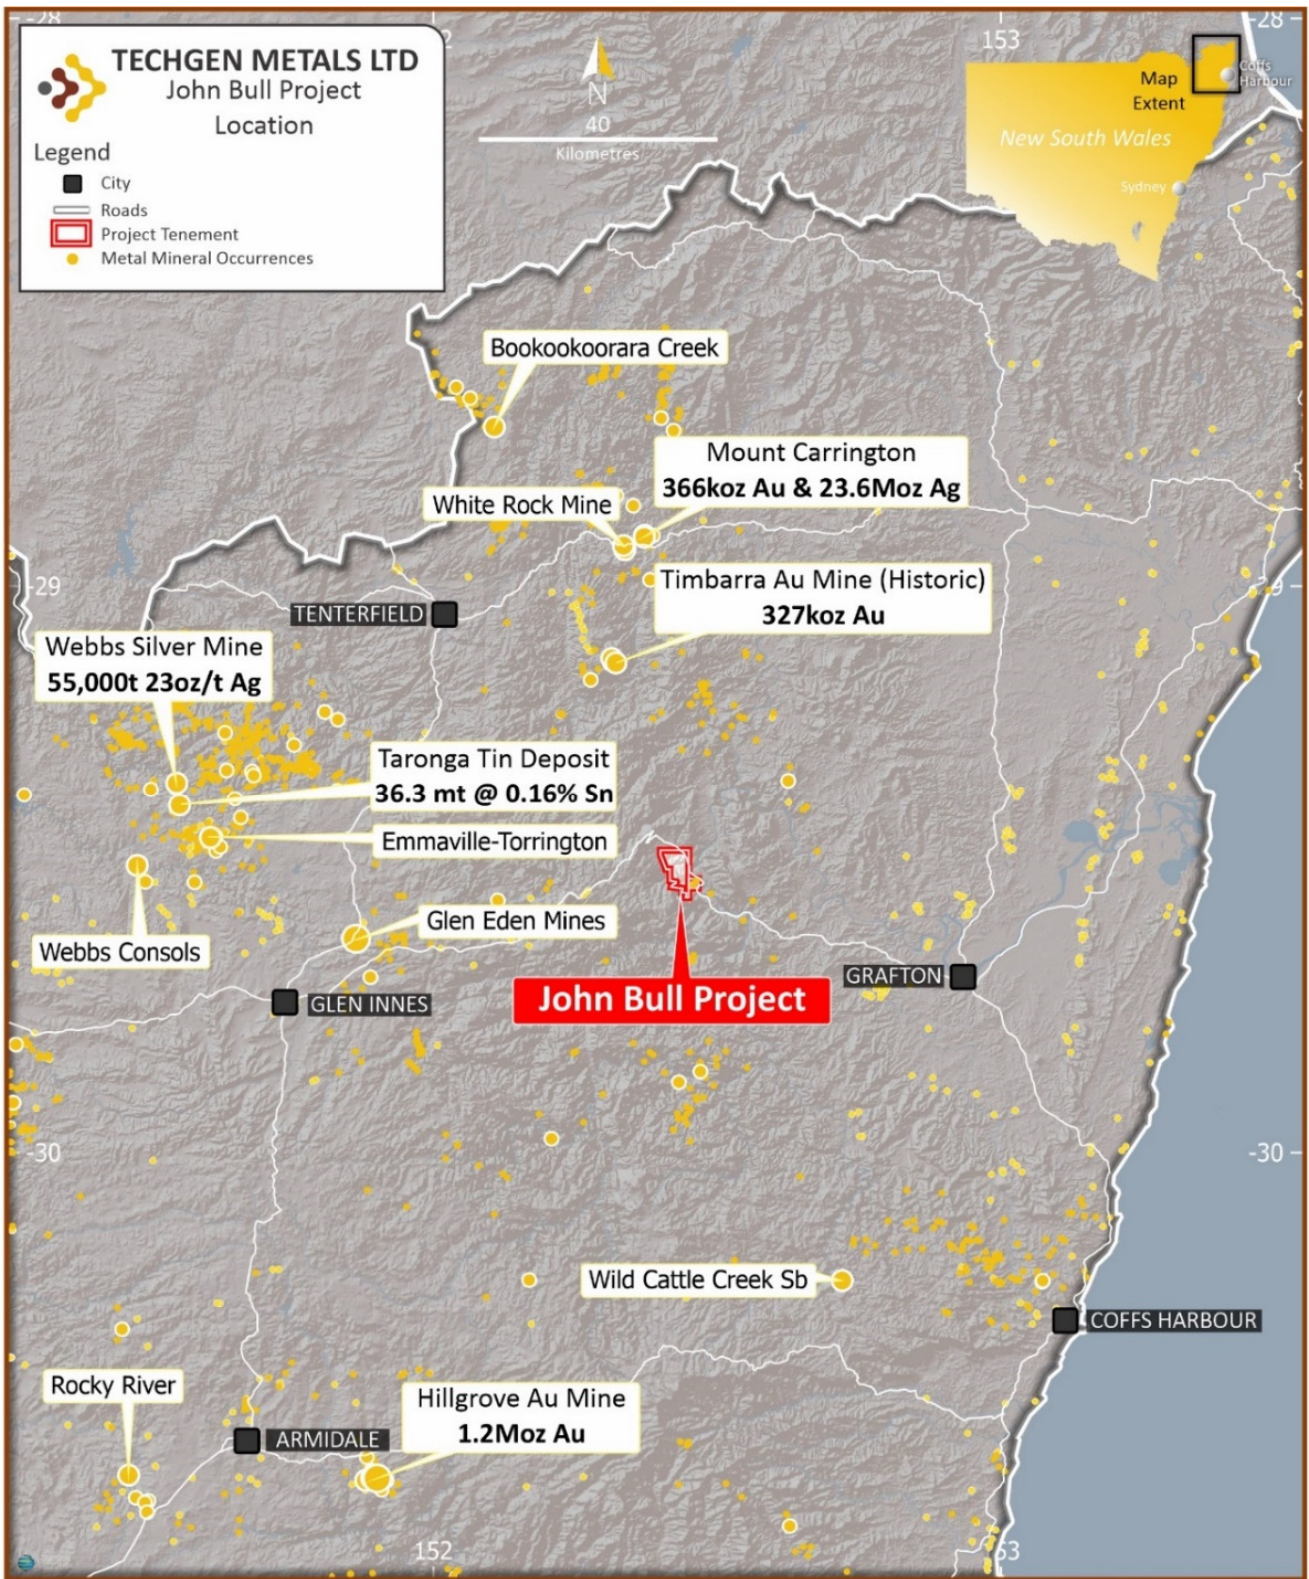 -28
2
153
-28
TECHGEN METALS LTD
John Bull Project
Location
Legend
City
Roads
Project Tenement
Metal Mineral Occurrences
N
40
Kilometres
Map
Extent
Coffs
Harbour
New South Wales
Sydney
Bookookoorara Creek
Mount Carrington
366koz Au & 23.6Moz Ag
White Rock Mine
-29
Timbarra Au Mine (Historic)
327koz Au
29
TENTERFIELD
Webbs Silver Mine
55,000t 23oz/t Ag
Taronga Tin Deposit
36.3 mt @ 0.16% Sn
Emmaville-Torrington
Glen Eden Mines
Webbs Consols
John Bull Project
GRAFTON
GLEN INNES
-30
-30
Wild Cattle Creek Sb
COFFS HARBOUR
Rocky River
Hillgrove Au Mine
1.2Moz Au
ARMIDALE
152
53